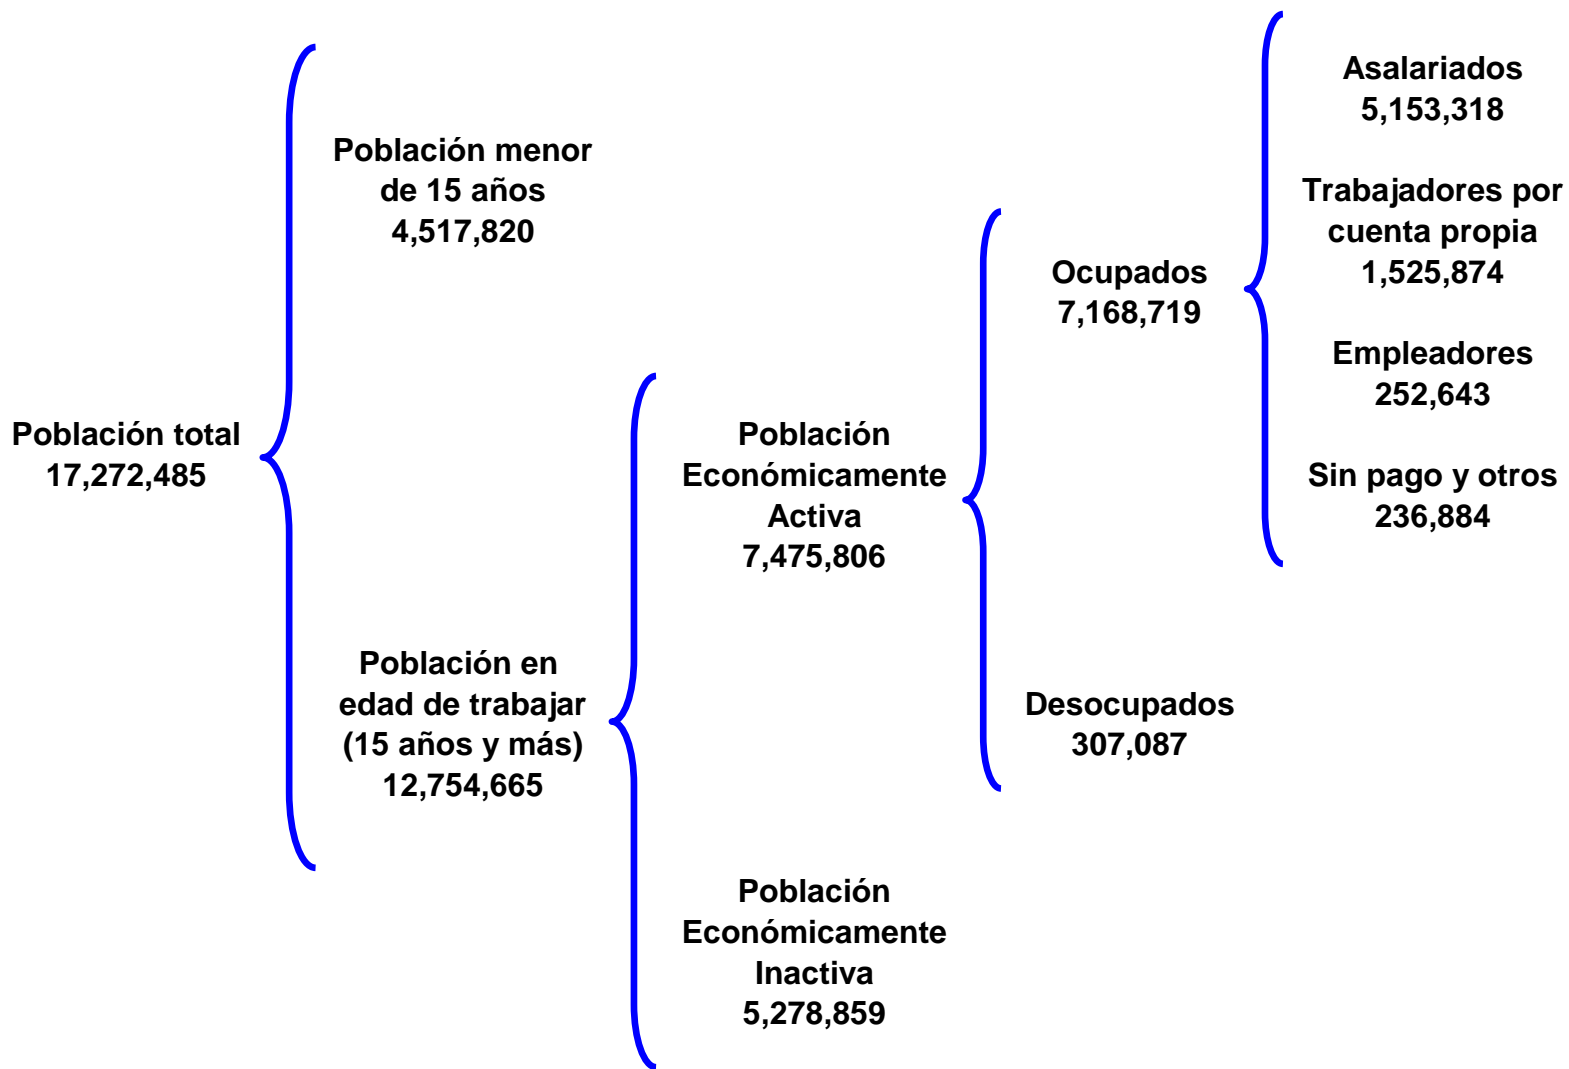 Población total
17,272,485
Población menor
de 15 años
4,517,820
Población en
edad de trabajar
(15 años y más)
12,754,665
Población
Económicamente
Activa
7,475,806
Población
Económicamente
Inactiva
5,278,859
Ocupados
7,168,719
Desocupados
307,087
Asalariados
5,153,318
Trabajadores por
cuenta propia
1,525,874
Empleadores
252,643
Sin pago y otros
236,884